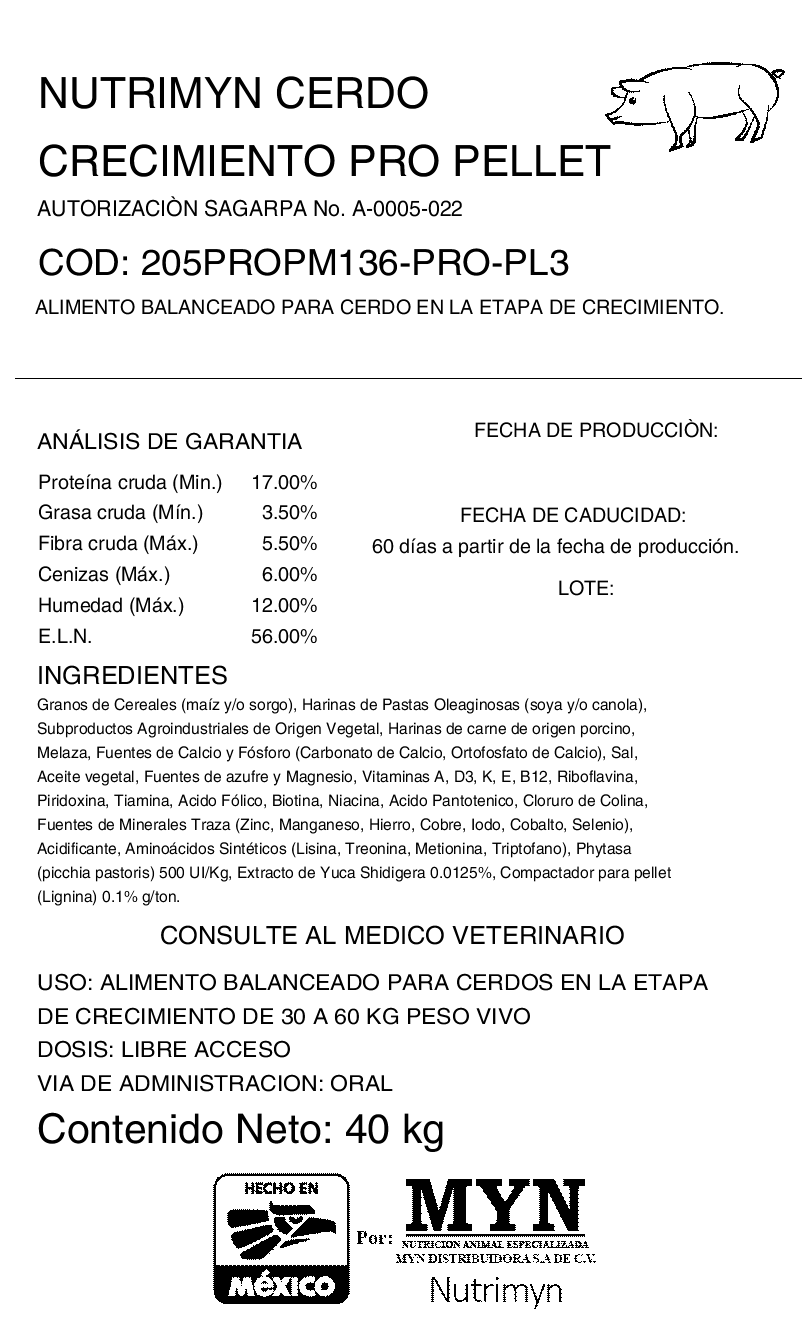 NUTRIMYN CERDO
CRECIMIENTO PRO PELLET
AUTORIZACIÒN SAGARPA No. A-0005-022
COD: 205PROPM136-PRO-PL3
ALIMENTO BALANCEADO PARA CERDO EN LA ETAPA DE CRECIMIENTO.
ANÁLISIS DE GARANTIA
Proteína cruda (Min.) 17.00%
Grasa cruda (Mín.) 3.50%
Fibra cruda (Máx.) 5.50%
Cenizas (Máx.) 6.00%
Humedad (Máx.) 12.00%
E.L.N. 56.00%
FECHA DE PRODUCCIÒN:
FECHA DE CADUCIDAD:
60 días a partir de la fecha de producción.
LOTE:
INGREDIENTES
Granos de Cereales (maíz y/o sorgo), Harinas de Pastas Oleaginosas (soya y/o canola),
Subproductos Agroindustriales de Origen Vegetal, Harinas de carne de origen porcino,
Melaza, Fuentes de Calcio y Fósforo (Carbonato de Calcio, Ortofosfato de Calcio), Sal,
Aceite vegetal, Fuentes de azufre y Magnesio, Vitaminas A, D3, K, E, B12, Riboflavina,
Piridoxina, Tiamina, Acido Fólico, Biotina, Niacina, Acido Pantotenico, Cloruro de Colina,
Fuentes de Minerales Traza (Zinc, Manganeso, Hierro, Cobre, Iodo, Cobalto, Selenio),
Acidificante, Aminoácidos Sintéticos (Lisina, Treonina, Metionina, Triptofano), Phytasa
(picchia pastoris) 500 UI/Kg, Extracto de Yuca Shidigera 0.0125%, Compactador para pellet
(Lignina) 0.1% g/ton.
CONSULTE AL MEDICO VETERINARIO
USO: ALIMENTO BALANCEADO PARA CERDOS EN LA ETAPA
DE CRECIMIENTO DE 30 A 60 KG PESO VIVO
DOSIS: LIBRE ACCESO
VIA DE ADMINISTRACION: ORAL
Contenido Neto: 40 kg
HECHO EN
MéXICO
Por:
MYN
NUTRICION ANIMAL ESPECIALIZADA
MYN DISTRIBUIDORA S.A DE C.V.
Nutrimyn